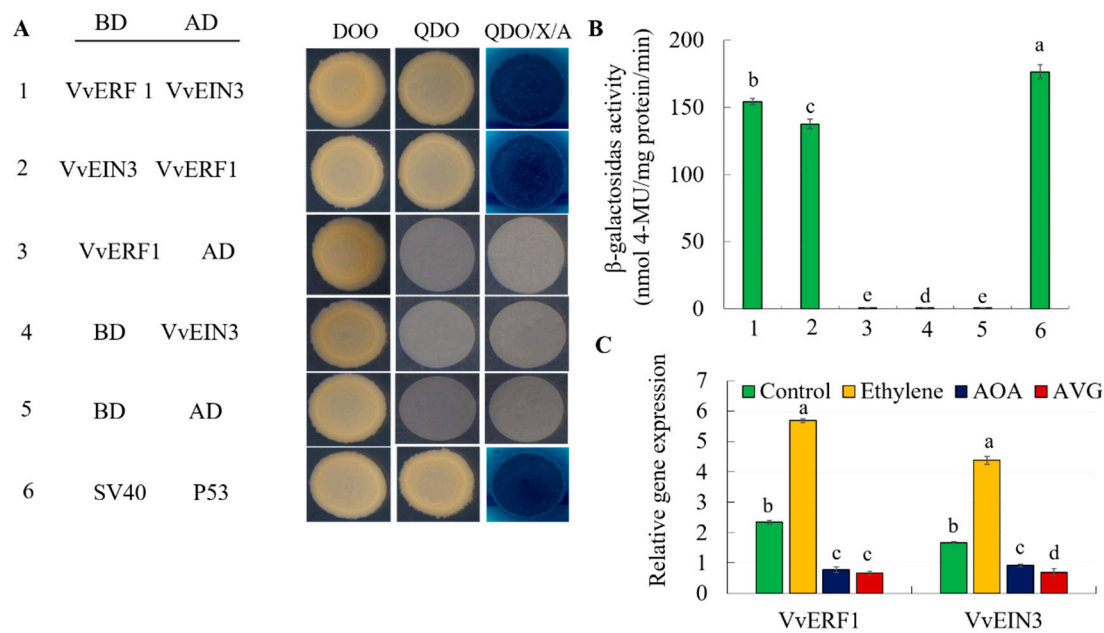 A
BD AD
DOO QDO QDO/X/A
1 VvERF 1 VvEIN3
2 VvEIN3 VvERF1
3 VvERF1 AD
4 BD VvEIN3
5 BD AD
6 SV40 P53
B
β-galactosidas activity
(nmol 4-MU/mg protein/min)
200
150
100
50
0
b
c
e
d
e
a
1 2 3 4 5 6
C
Relative gene expression
Control Ethylene AOA AVG
7
6
5
4
3
2
1
0
b
a
c
c
b
a
c
d
VvERF1 VvEIN3